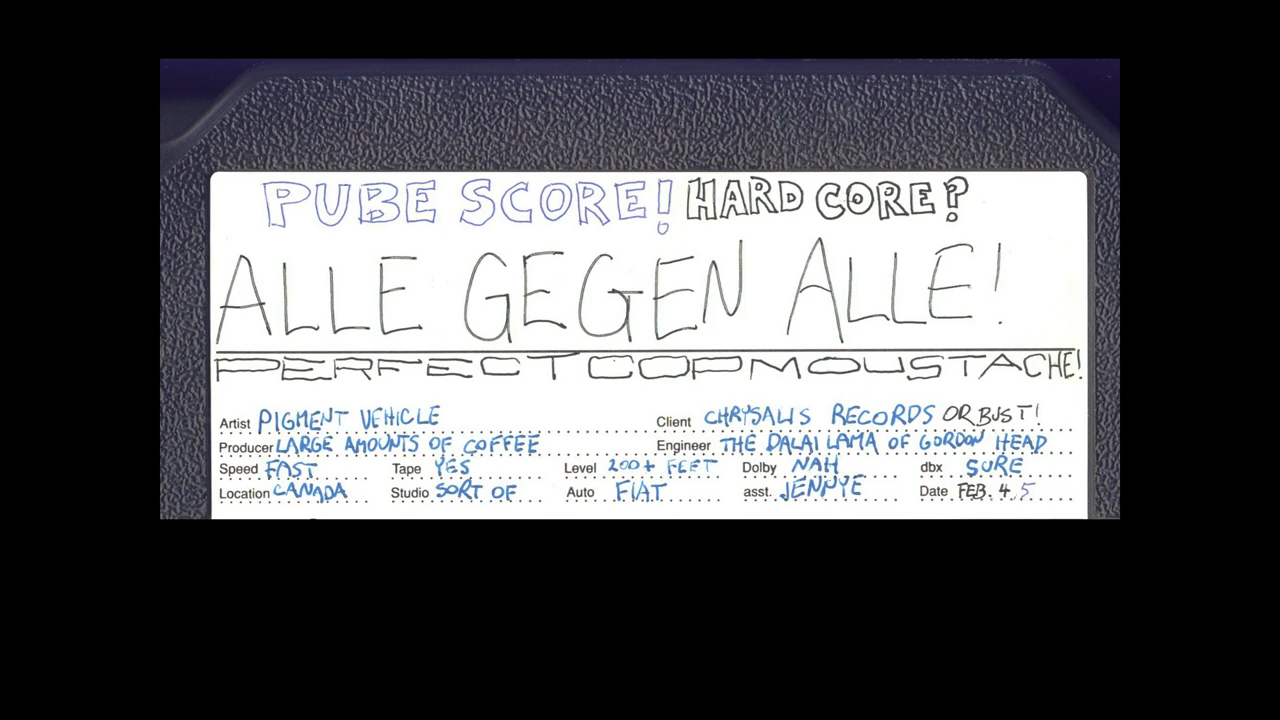 PUBE SCORE! HARD CORE?
ALLE GEGEN ALLE!
PERFECT COP MOUSTACHE!
Artist PIGMENT VEHICLE Client CHRYSALIS RECORDS OR BUST!
Producer LARGE AMOUNTS OF COFFEE Engineer THE DALAI LAMA OF GORDON HEAD
Speed FAST Tape YES Level 200+ FEET Dolby NAH dbx SURE
Location CANADA Studio SORT OF Auto FIAT asst. JENNYE Date FEB. 4, 5